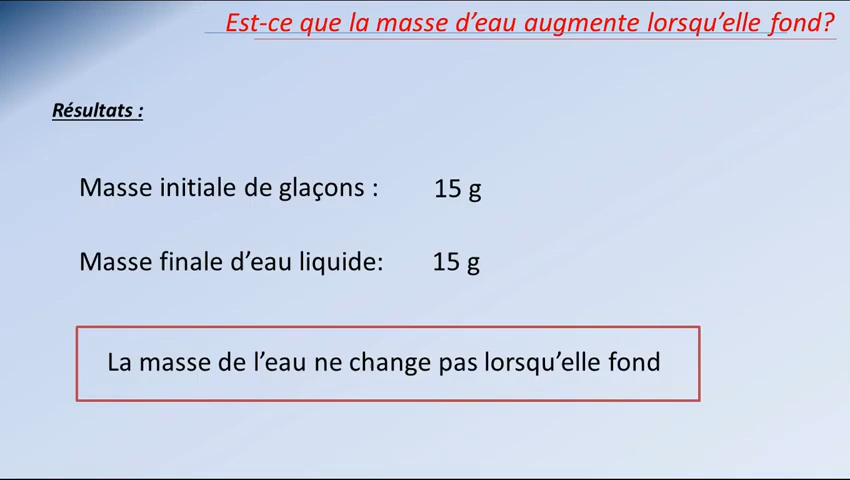 Est-ce que la masse d’eau augmente lorsqu’elle fond?
Résultats :
Masse initiale de glaçons : 15 g
Masse finale d’eau liquide: 15 g
La masse de l’eau ne change pas lorsqu’elle fond